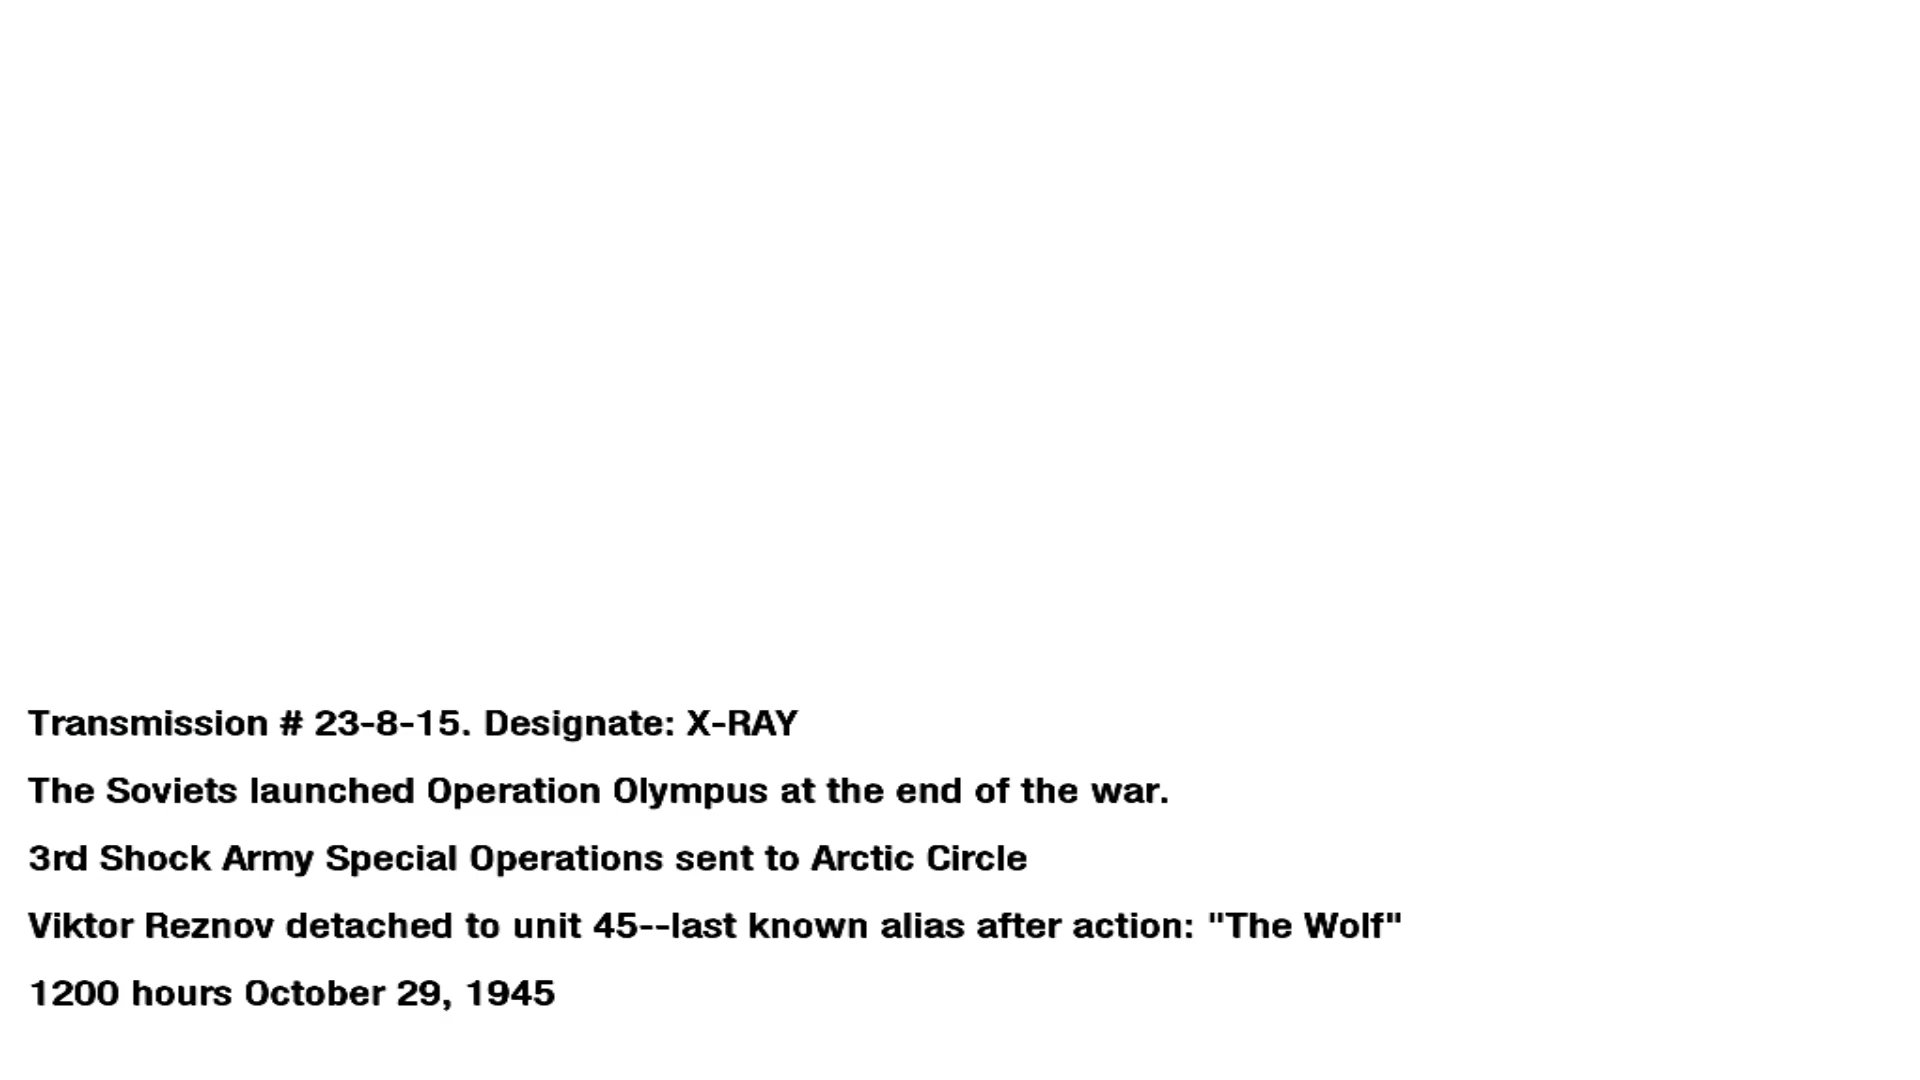 Transmission # 23-8-15. Designate: X-RAY
The Soviets launched Operation Olympus at the end of the war.
3rd Shock Army Special Operations sent to Arctic Circle
Viktor Reznov detached to unit 45--last known alias after action: "The Wolf"
1200 hours October 29, 1945